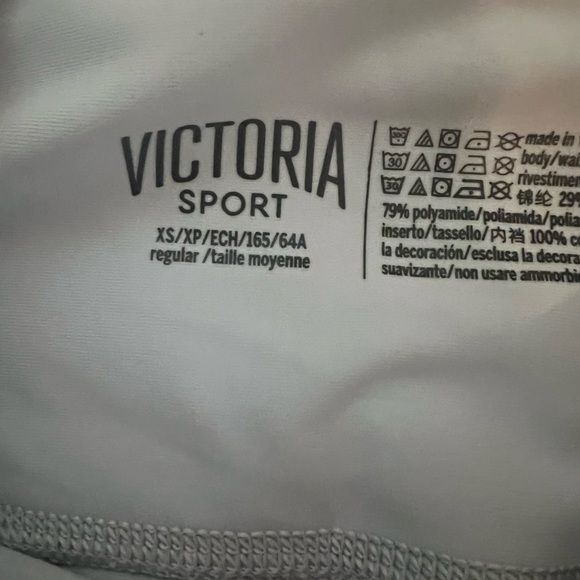 VICTORIA
SPORT
XS/XP/ECH/165/64A
regular /taille moyenne
made in
body/wai
rivestimen
锦纶 29%
79% polyamide/poliamida/polia
inserto/tassello/内裆 100% co
la decoración/esclusa la decora
suavizante/non usare ammorbi